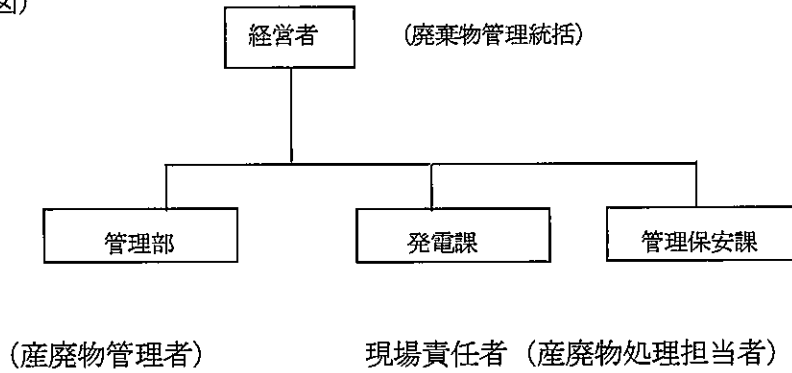 図)
経営者 (廃棄物管理統括)
管理部 発電課 管理保安課
(産廃物管理者) 現場責任者 (産廃物処理担当者)